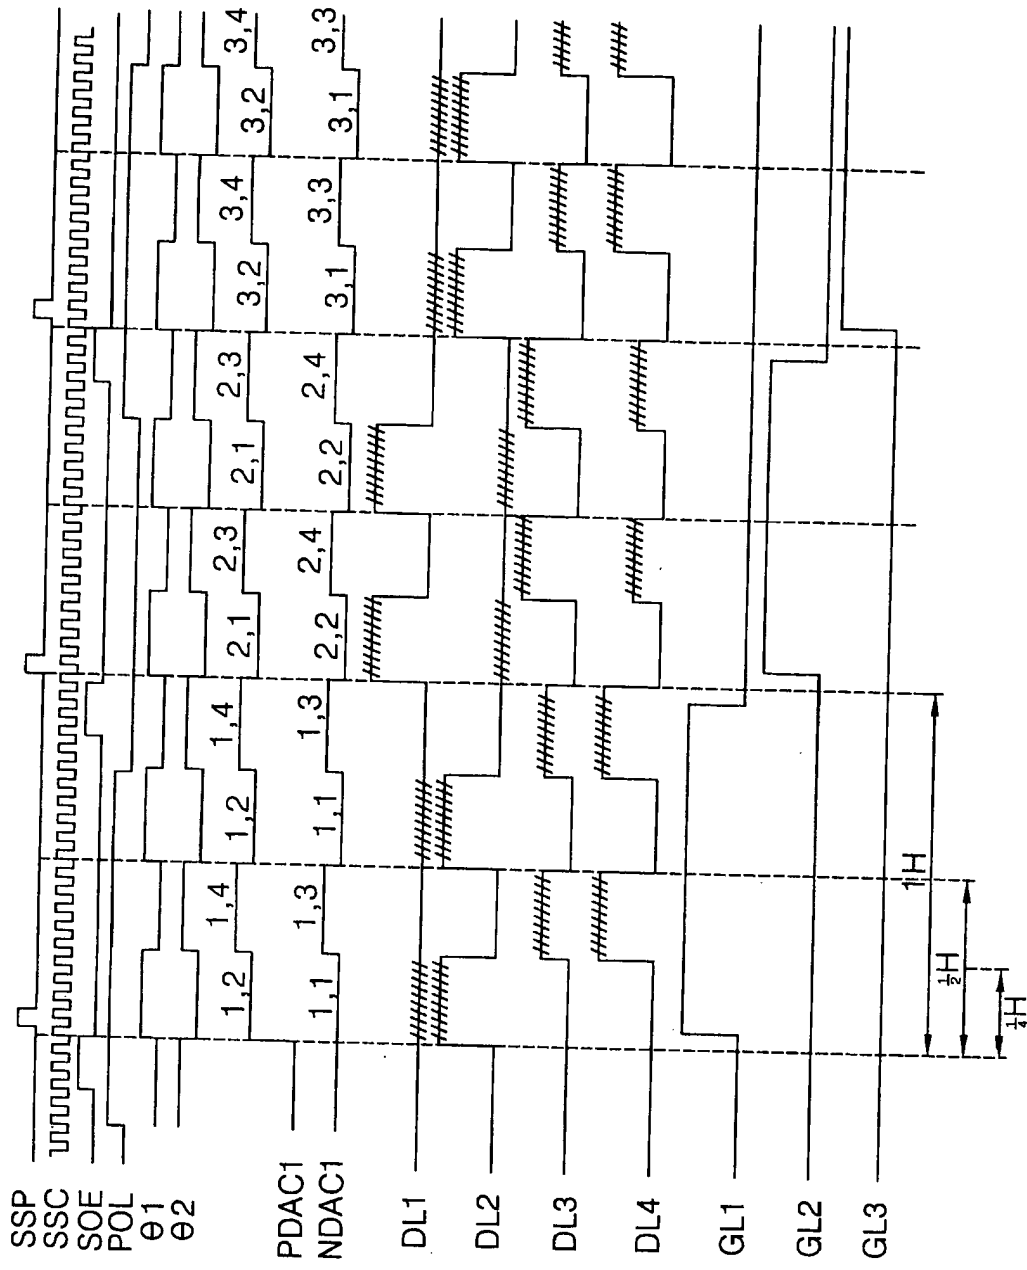 SSP
SSC
SOE
POL
θ1
θ2
PDAC1 1,2 1,4 1,2 1,4 2,1 2,3 2,1 2,3 3,2 3,4 3,2 3,4
NDAC1 1,1 1,3 1,1 1,3 2,2 2,4 2,2 2,4 3,1 3,3 3,1 3,3
DL1
DL2
DL3
DL4
GL1
GL2
GL3
1H
½H
¼H